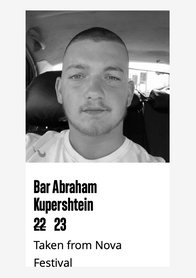 Bar Abraham
Kupershtein
22 23
Taken from Nova
Festival